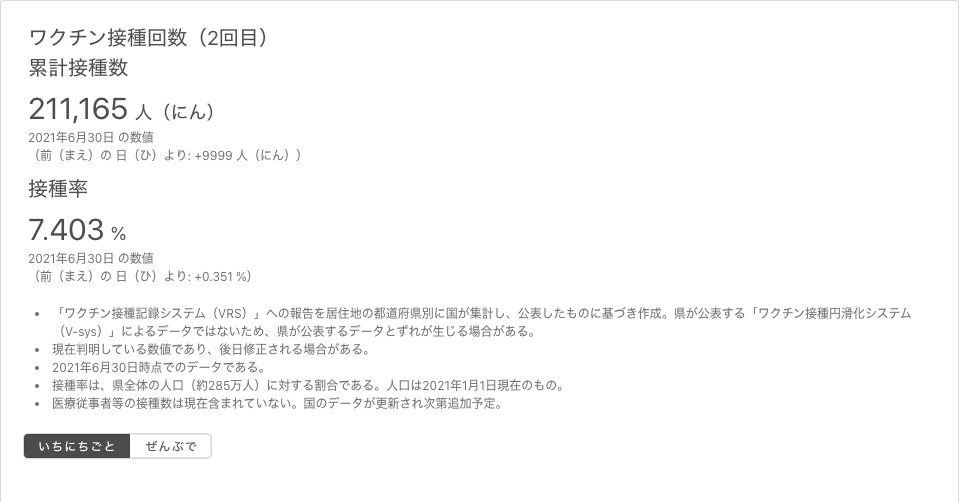 ワクチン接種回数（2回目）
累計接種数
211,165 人（にん）
2021年6月30日 の数値
（前（まえ）の 日（ひ）より: +9999 人（にん））
接種率
7.403 %
2021年6月30日 の数値
（前（まえ）の 日（ひ）より: +0.351 %）
• 「ワクチン接種記録システム（VRS）」への報告を居住地の都道府県別に国が集計し、公表したものに基づき作成。県が公表する「ワクチン接種円滑化システム
（V-sys）」によるデータではないため、県が公表するデータとずれが生じる場合がある。
• 現在判明している数値であり、後日修正される場合がある。
• 2021年6月30日時点でのデータである。
• 接種率は、県全体の人口（約285万人）に対する割合である。人口は2021年1月1日現在のもの。
• 医療従事者等の接種数は現在含まれていない。国のデータが更新され次第追加予定。
いちにちごと ぜんぶで